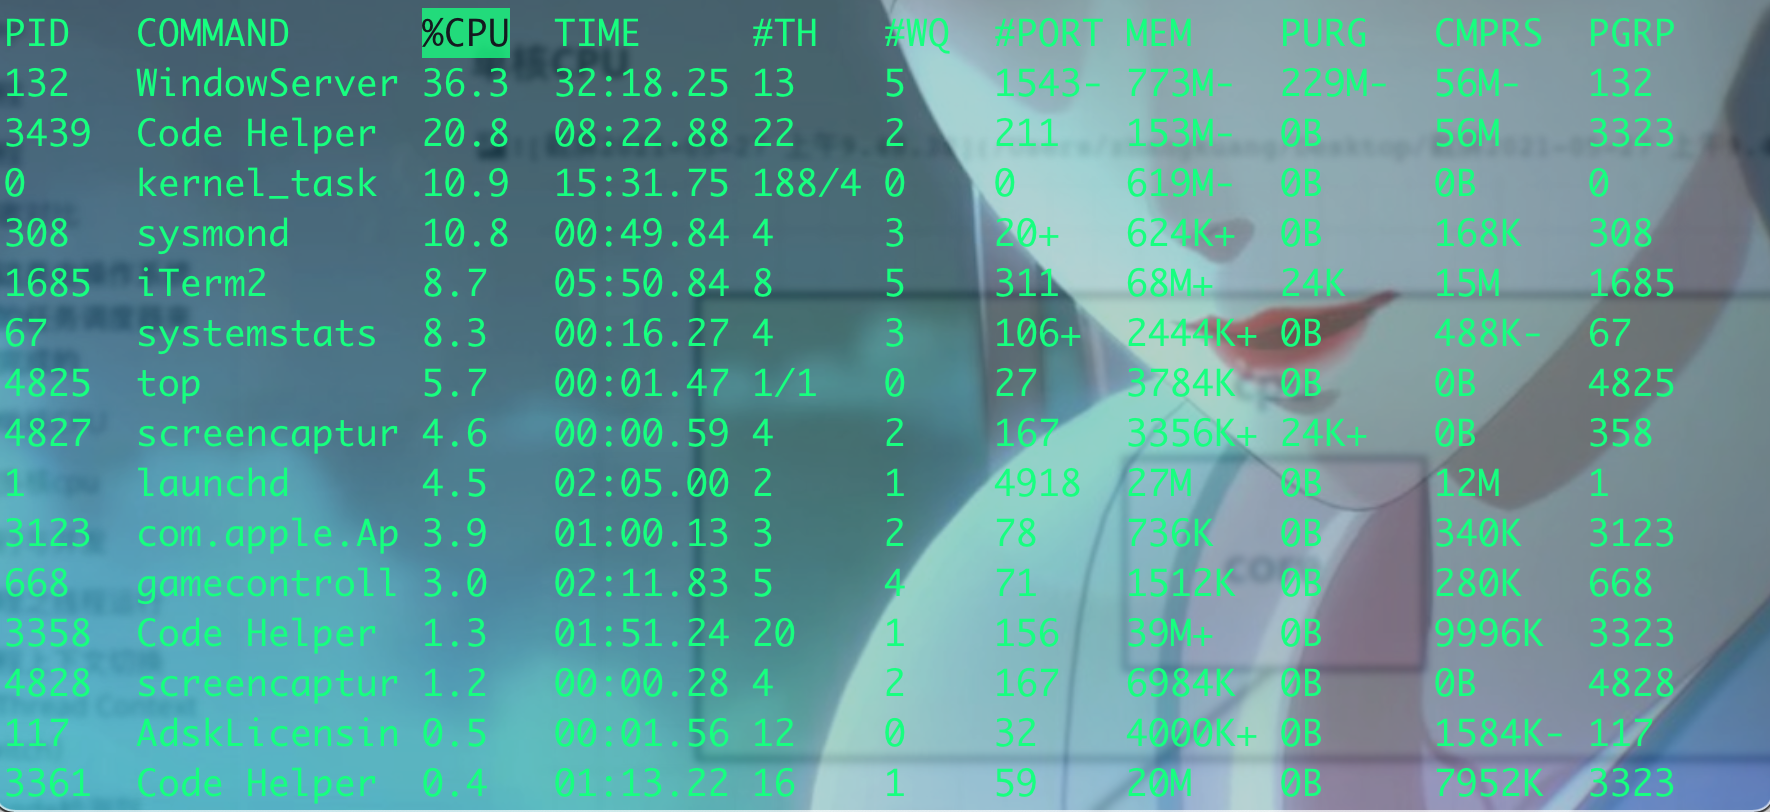 PID COMMAND %CPU TIME #TH #WQ #PORT MEM PURG CMPRS PGRP
132 WindowServer 36.3 32:18.25 13 5 1543- 773M- 229M- 56M- 132
3439 Code Helper 20.8 08:22.88 22 2 211 153M- 0B 56M 3323
0 kernel_task 10.9 15:31.75 188/4 0 0 619M- 0B 0B 0
308 sysmond 10.8 00:49.84 4 3 20+ 624K+ 0B 168K 308
1685 iTerm2 8.7 05:50.84 8 5 311 68M+ 24K 15M 1685
67 systemstats 8.3 00:16.27 4 3 106+ 2444K+ 0B 488K- 67
4825 top 5.7 00:01.47 1/1 0 27 3784K 0B 0B 4825
4827 screencaptur 4.6 00:00.59 4 2 167 3356K+ 24K+ 0B 358
1 launchd 4.5 02:05.00 2 1 4918 27M 0B 12M 1
3123 com.apple.Ap 3.9 01:00.13 3 2 78 736K 0B 340K 3123
668 gamecontroll 3.0 02:11.83 5 4 71 1512K 0B 280K 668
3358 Code Helper 1.3 01:51.24 20 1 156 39M+ 0B 9996K 3323
4828 screencaptur 1.2 00:00.28 4 2 167 6984K 0B 0B 4828
117 AdskLicensin 0.5 00:01.56 12 0 32 4000K+ 0B 1584K- 117
3361 Code Helper 0.4 01:13.22 16 1 59 20M 0B 7952K 3323